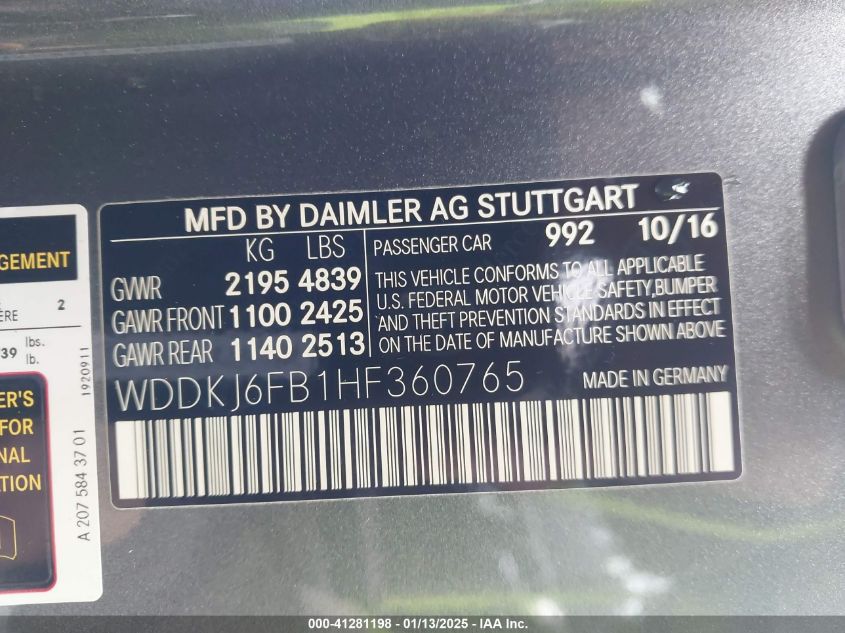 MFD BY DAIMLER AG STUTTGART
KG LBS
PASSENGER CAR 992 10/16
GVWR 2195 4839
GAWR FRONT 1100 2425
GAWR REAR 1140 2513
THIS VEHICLE CONFORMS TO ALL APPLICABLE
U.S. FEDERAL MOTOR VEHICLE SAFETY, BUMPER
AND THEFT PREVENTION STANDARDS IN EFFECT
ON THE DATE OF MANUFACTURE SHOWN ABOVE
WDDKJ6FB1HF360765 MADE IN GERMANY
GEMENT
ÈRE 2
39 lbs.
lb.
1920911
ER'S
FOR
NAL
TION
A 207 584 37 01
000-41281198 - 01/13/2025 - IAA Inc.